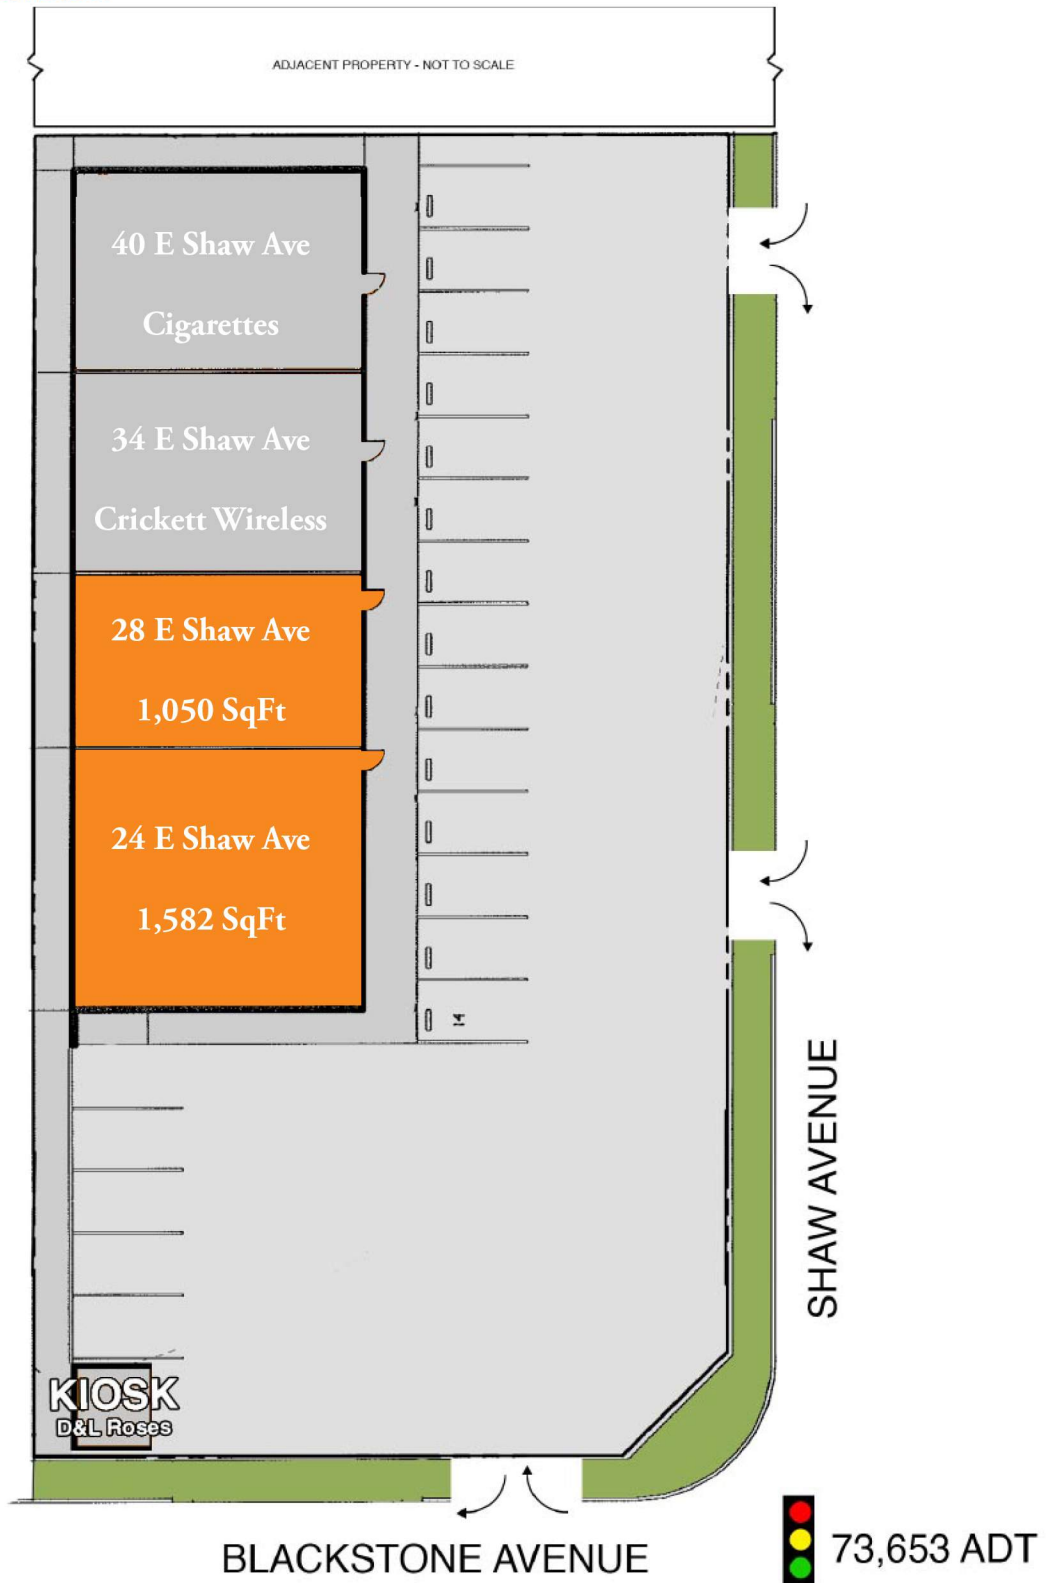 ADJACENT PROPERTY - NOT TO SCALE
40 E Shaw Ave
Cigarettes
34 E Shaw Ave
Crickett Wireless
28 E Shaw Ave
1,050 SqFt
24 E Shaw Ave
1,582 SqFt
14
SHAW AVENUE
KIOSK
D&L Roses
BLACKSTONE AVENUE
73,653 ADT